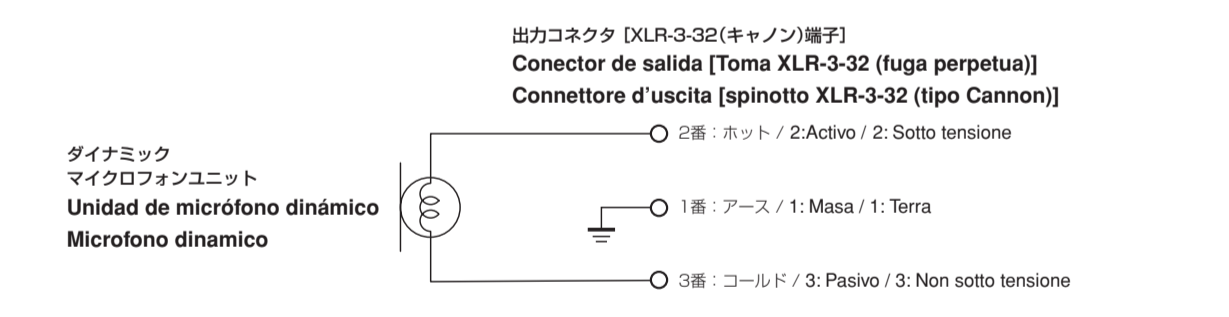 出力コネクタ [XLR-3-32(キャノン)端子]
Conector de salida [Toma XLR-3-32 (fuga perpetua)]
Connettore d’uscita [spinotto XLR-3-32 (tipo Cannon)]
2番：ホット / 2:Activo / 2: Sotto tensione
ダイナミック
マイクロフォンユニット
Unidad de micrófono dinámico
Microfono dinamico
1番：アース / 1: Masa / 1: Terra
3番：コールド / 3: Pasivo / 3: Non sotto tensione